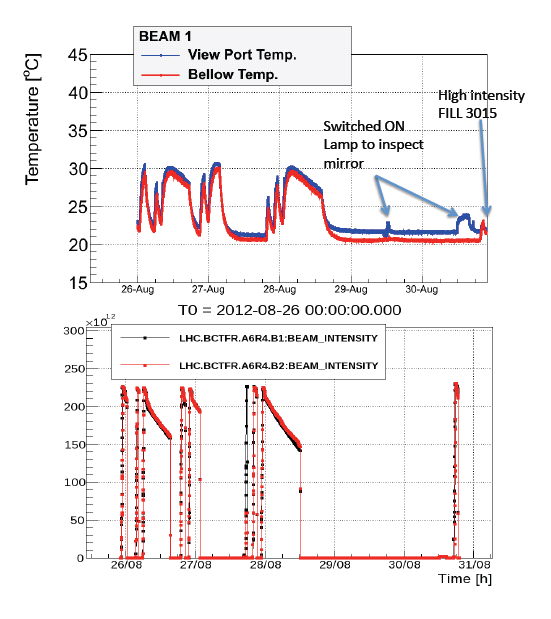 BEAM 1
View Port Temp.
Bellow Temp.
Temperature [°C]
45
40
35
30
25
20
15
High intensity
FILL 3015
Switched ON
Lamp to inspect
mirror
26-Aug
27-Aug
28-Aug
29-Aug
30-Aug
T0 = 2012-08-26 00:00:00.000
×10^12
LHC.BCTFR.A6R4.B1:BEAM_INTENSITY
LHC.BCTFR.A6R4.B2:BEAM_INTENSITY
300
250
200
150
100
50
0
26/08
27/08
28/08
29/08
30/08
31/08
Time [h]